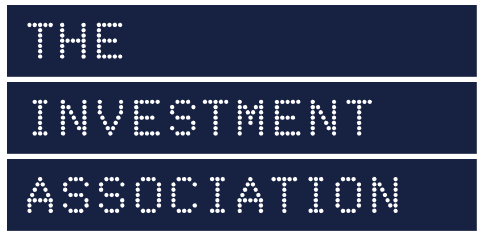 THE
INVESTMENT
ASSOCIATION